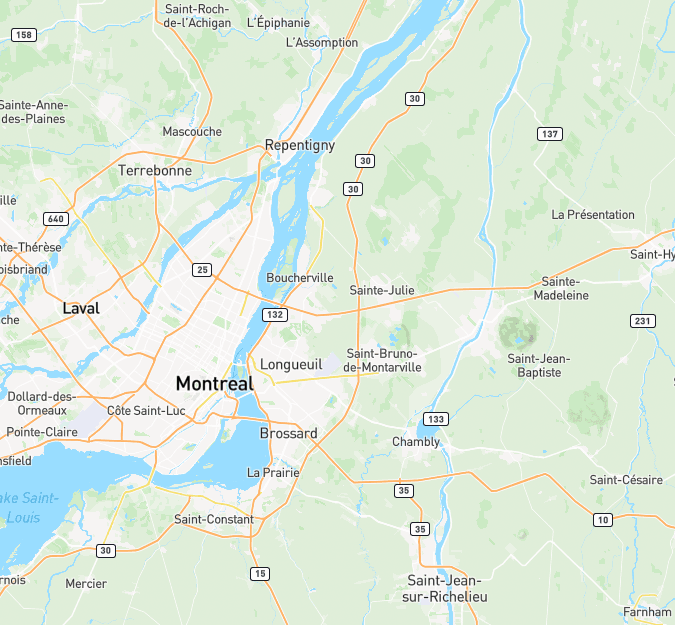 Saint-Roch-
de-l'Achigan
L'Épiphanie
158
L'Assomption
30
Sainte-Anne-
des-Plaines
Mascouche
137
Repentigny
30
Terrebonne
30
ville
640
La Présentation
nte-Thérèse
Saint-Hy
oisbriand
25
Boucherville
Sainte-Julie
Sainte-
Madeleine
Laval
132
che
231
Longueuil
Saint-Bruno-
de-Montarville
Saint-Jean-
Baptiste
Montreal
Dollard-des-
Ormeaux
Côte Saint-Luc
133
Pointe-Claire
Brossard
Chambly
nsfield
La Prairie
Saint-Césaire
ake Saint-
Louis
35
Saint-Constant
35
10
30
15
rnois
Mercier
Saint-Jean-
sur-Richelieu
Farnham